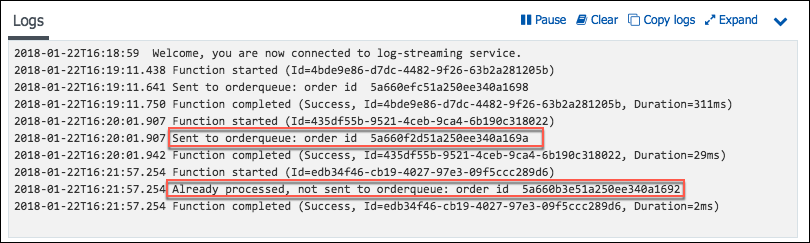 Logs
Pause Clear Copy logs Expand
2018-01-22T16:18:59 Welcome, you are now connected to log-streaming service.
2018-01-22T16:19:11.438 Function started (Id=4bde9e86-d7dc-4482-9f26-63b2a281205b)
2018-01-22T16:19:11.641 Sent to orderqueue: order id 5a660efc51a250ee340a1698
2018-01-22T16:19:11.750 Function completed (Success, Id=4bde9e86-d7dc-4482-9f26-63b2a281205b, Duration=311ms)
2018-01-22T16:20:01.907 Function started (Id=435df55b-9521-4ceb-9ca4-6b190c318022)
2018-01-22T16:20:01.907 Sent to orderqueue: order id 5a660f2d51a250ee340a169a
2018-01-22T16:20:01.942 Function completed (Success, Id=435df55b-9521-4ceb-9ca4-6b190c318022, Duration=29ms)
2018-01-22T16:21:57.254 Function started (Id=edb34f46-cb19-4027-97e3-09f5ccc289d6)
2018-01-22T16:21:57.254 Already processed, not sent to orderqueue: order id 5a660b3e51a250ee340a1692
2018-01-22T16:21:57.254 Function completed (Success, Id=edb34f46-cb19-4027-97e3-09f5ccc289d6, Duration=2ms)